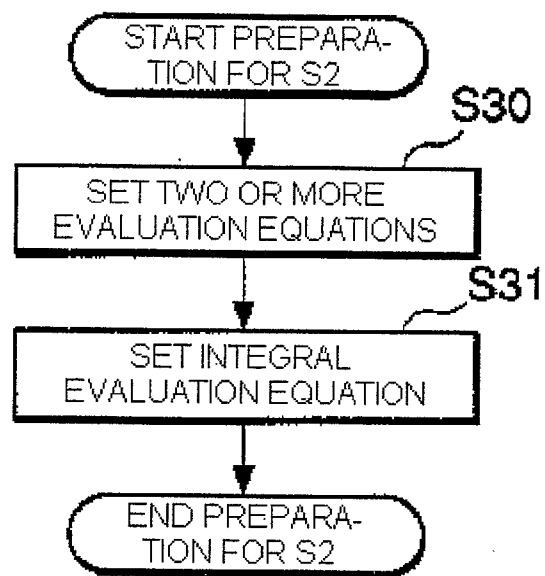 START PREPARA-
TION FOR S2
S30
SET TWO OR MORE
EVALUATION EQUATIONS
S31
SET INTEGRAL
EVALUATION EQUATION
END PREPARA-
TION FOR S2